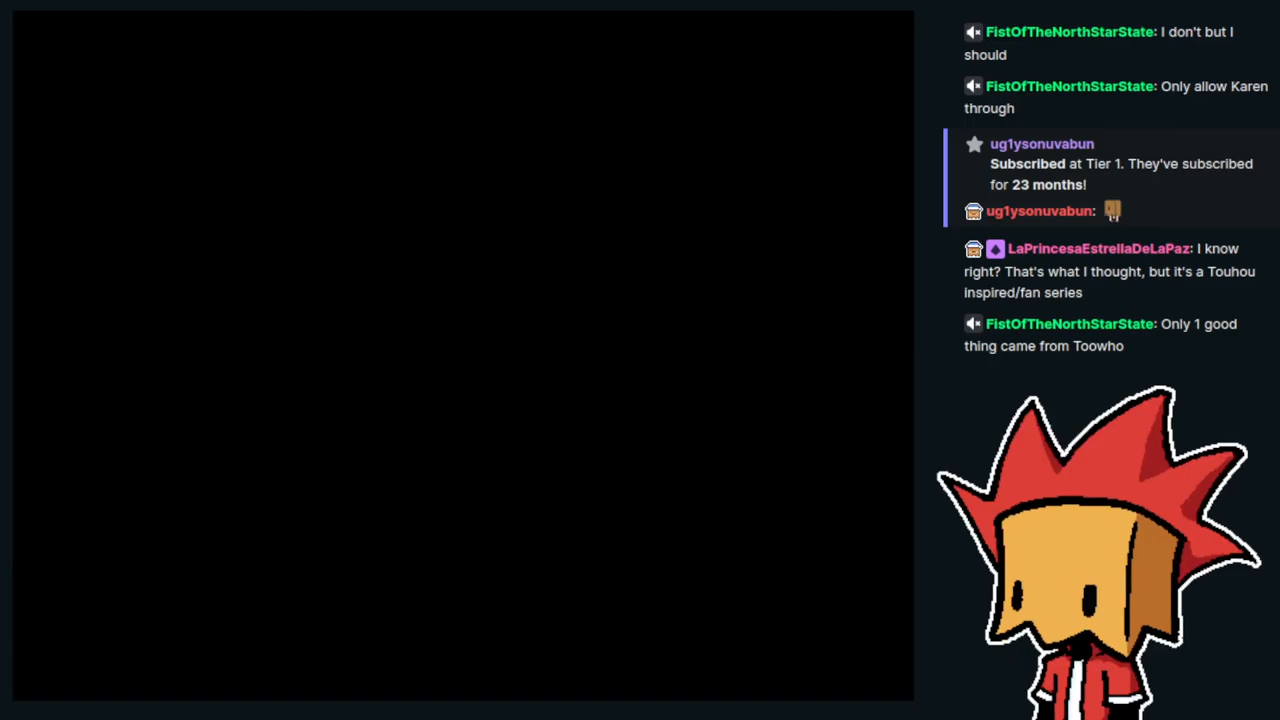 FistOfTheNorthStarState: I don't but I
should
FistOfTheNorthStarState: Only allow Karen
through
ug1ysonuvabun
Subscribed at Tier 1. They've subscribed
for 23 months!
ug1ysonuvabun:
LaPrincesaEstrellaDeLaPaz: I know
right? That's what I thought, but it's a Touhou
inspired/fan series
FistOfTheNorthStarState: Only 1 good
thing came from Toowho